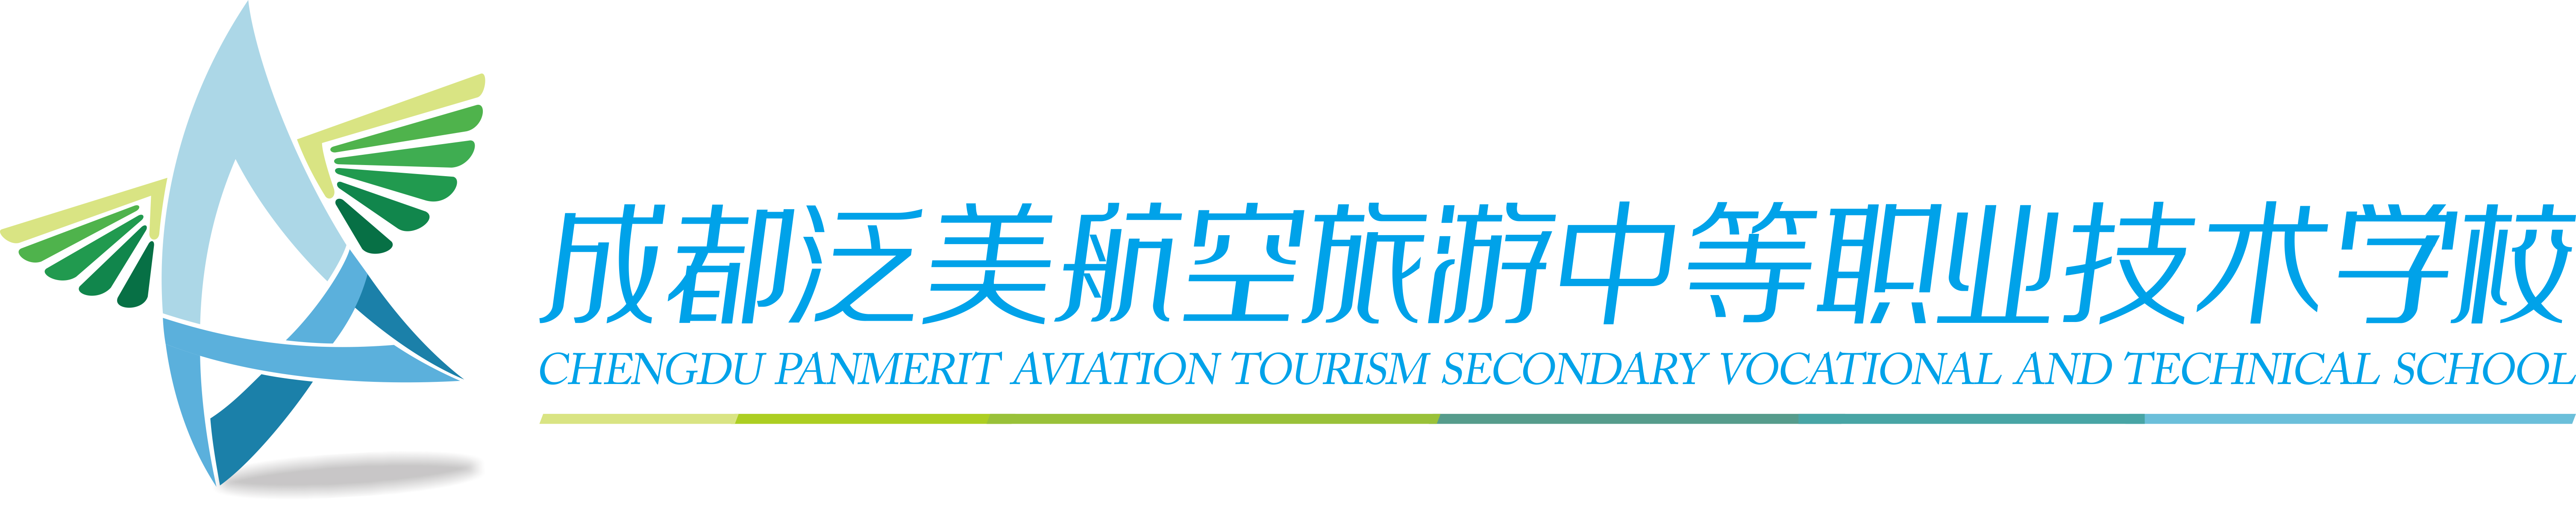 成都泛美航空旅游中等职业技术学校
CHENGDU PANMERIT AVIATION TOURISM SECONDARY VOCATIONAL AND TECHNICAL SCHOOL